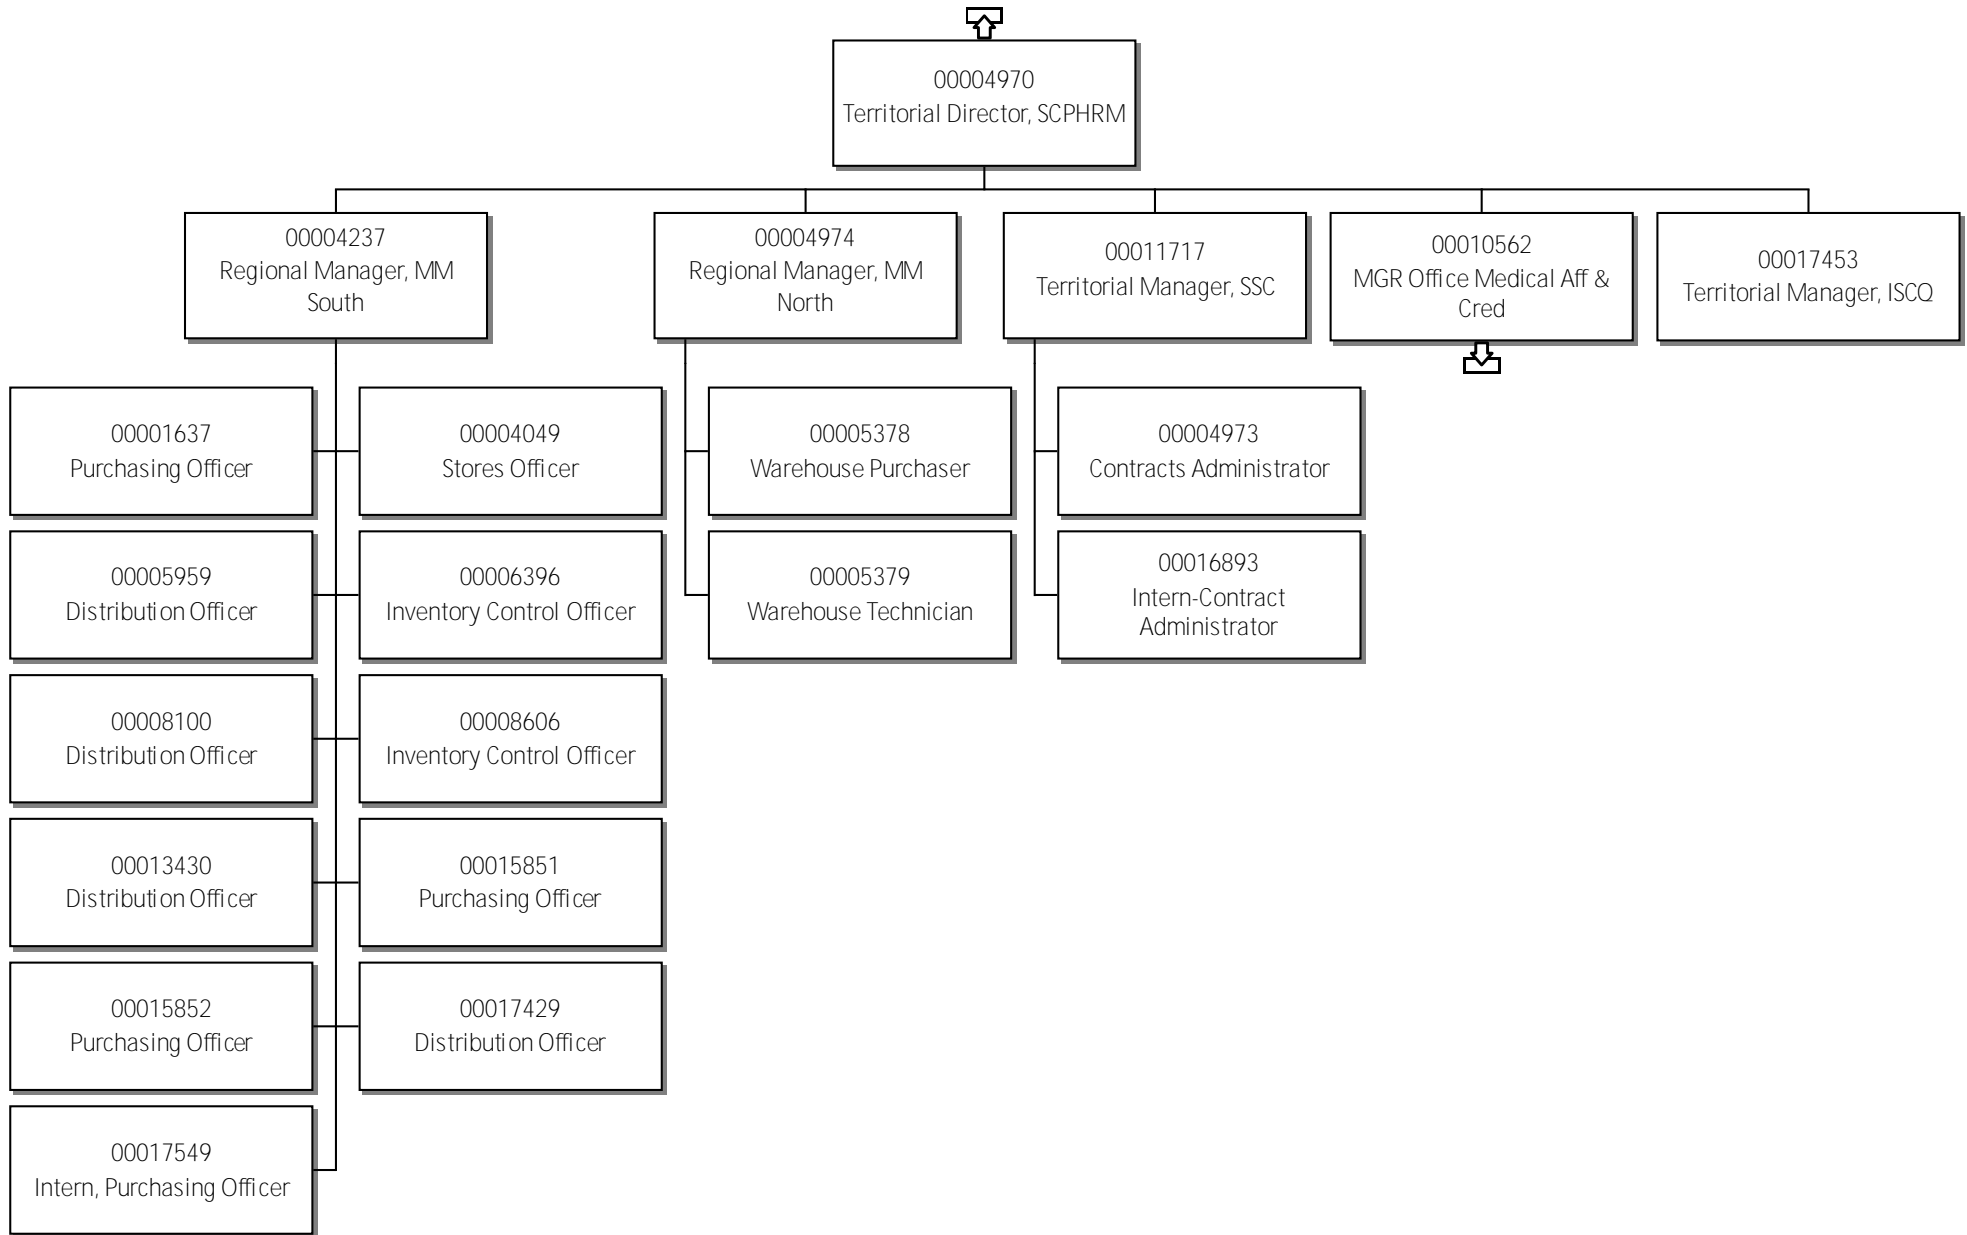 00004970
Territorial Director, SCPHRM
00004237
Regional Manager, MM
South
00004974
Regional Manager, MM
North
00011717
Territorial Manager, SSC
00010562
MGR Office Medical Aff &
Cred
00017453
Territorial Manager, ISCQ
00001637
Purchasing Officer
00004049
Stores Officer
00005378
Warehouse Purchaser
00004973
Contracts Administrator
00005959
Distribution Officer
00006396
Inventory Control Officer
00005379
Warehouse Technician
00016893
Intern-Contract
Administrator
00008100
Distribution Officer
00008606
Inventory Control Officer
00013430
Distribution Officer
00015851
Purchasing Officer
00015852
Purchasing Officer
00017429
Distribution Officer
00017549
Intern, Purchasing Officer